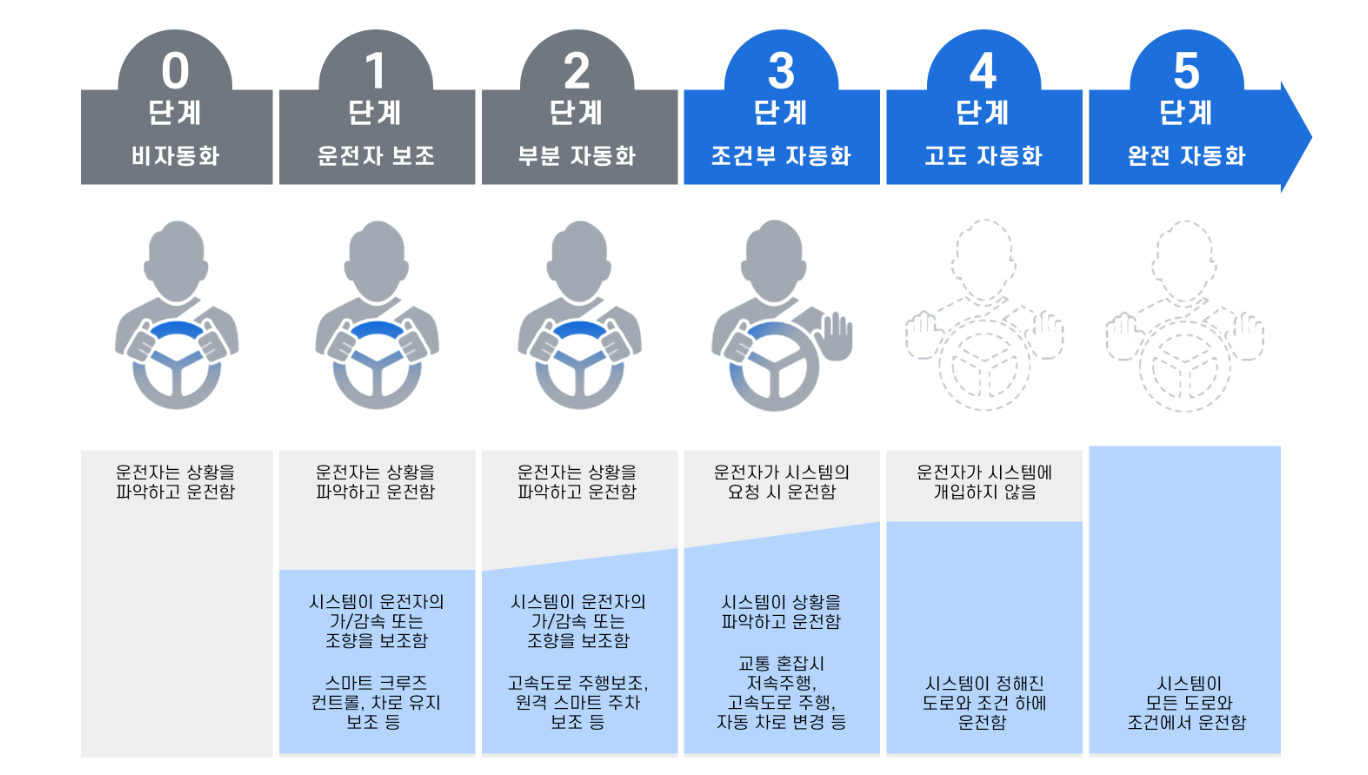 0
단계
비자동화
1
단계
운전자 보조
2
단계
부분 자동화
3
단계
조건부 자동화
4
단계
고도 자동화
5
단계
완전 자동화
운전자는 상황을
파악하고 운전함
운전자는 상황을
파악하고 운전함
시스템이 운전자의
가/감속 또는
조향을 보조함
스마트 크루즈
컨트롤, 차로 유지
보조 등
운전자는 상황을
파악하고 운전함
시스템이 운전자의
가/감속 또는
조향을 보조함
고속도로 주행보조,
원격 스마트 주차
보조 등
운전자가 시스템의
요청 시 운전함
시스템이 상황을
파악하고 운전함
교통 혼잡시
저속주행,
고속도로 주행,
자동 차로 변경 등
운전자가 시스템에
개입하지 않음
시스템이 정해진
도로와 조건 하에
운전함
시스템이
모든 도로와
조건에서 운전함